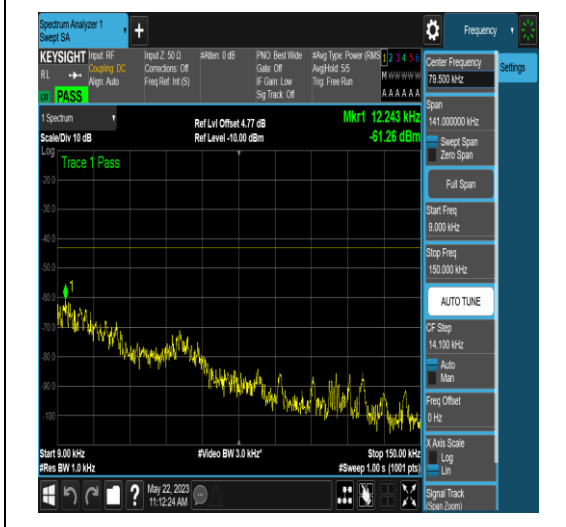 Spectrum Analyzer 1
Swept SA
Frequency
KEYSIGHT
Input: RF
Coupling: DC
Align: Auto
Input Z: 50 Ω
Corrections: Off
Freq Ref: Int (S)
#Atten: 0 dB
PNO: Best Wide
Gate: Off
IF Gain: Low
Sig Track: Off
#Avg Type: Power (RMS)
Avg|Hold: 5/5
Trig: Free Run
1 2 3 4 5 6
M W W W W W
A A A A A A
RL
PASS
Center Frequency
79.500 kHz
Settings
Span
141.000000 kHz
Swept Span
Zero Span
Full Span
Start Freq
9.000 kHz
Stop Freq
150.000 kHz
AUTO TUNE
CF Step
14.100 kHz
Auto
Man
Freq Offset
0 Hz
X Axis Scale
Log
Lin
Signal Track
(Span Zoom)
1 Spectrum
Scale/Div 10 dB
Ref Lvl Offset 4.77 dB
Ref Level -10.00 dBm
Mkr1 12.243 kHz
-61.26 dBm
Log
Trace 1 Pass
-20.0
-30.0
-40.0
-50.0
-60.0
-70.0
-80.0
-90.0
-100
1
Start 9.00 kHz
#Res BW 1.0 kHz
#Video BW 3.0 kHz*
Stop 150.00 kHz
#Sweep 1.00 s (1001 pts)
?
May 22, 2023
11:12:24 AM